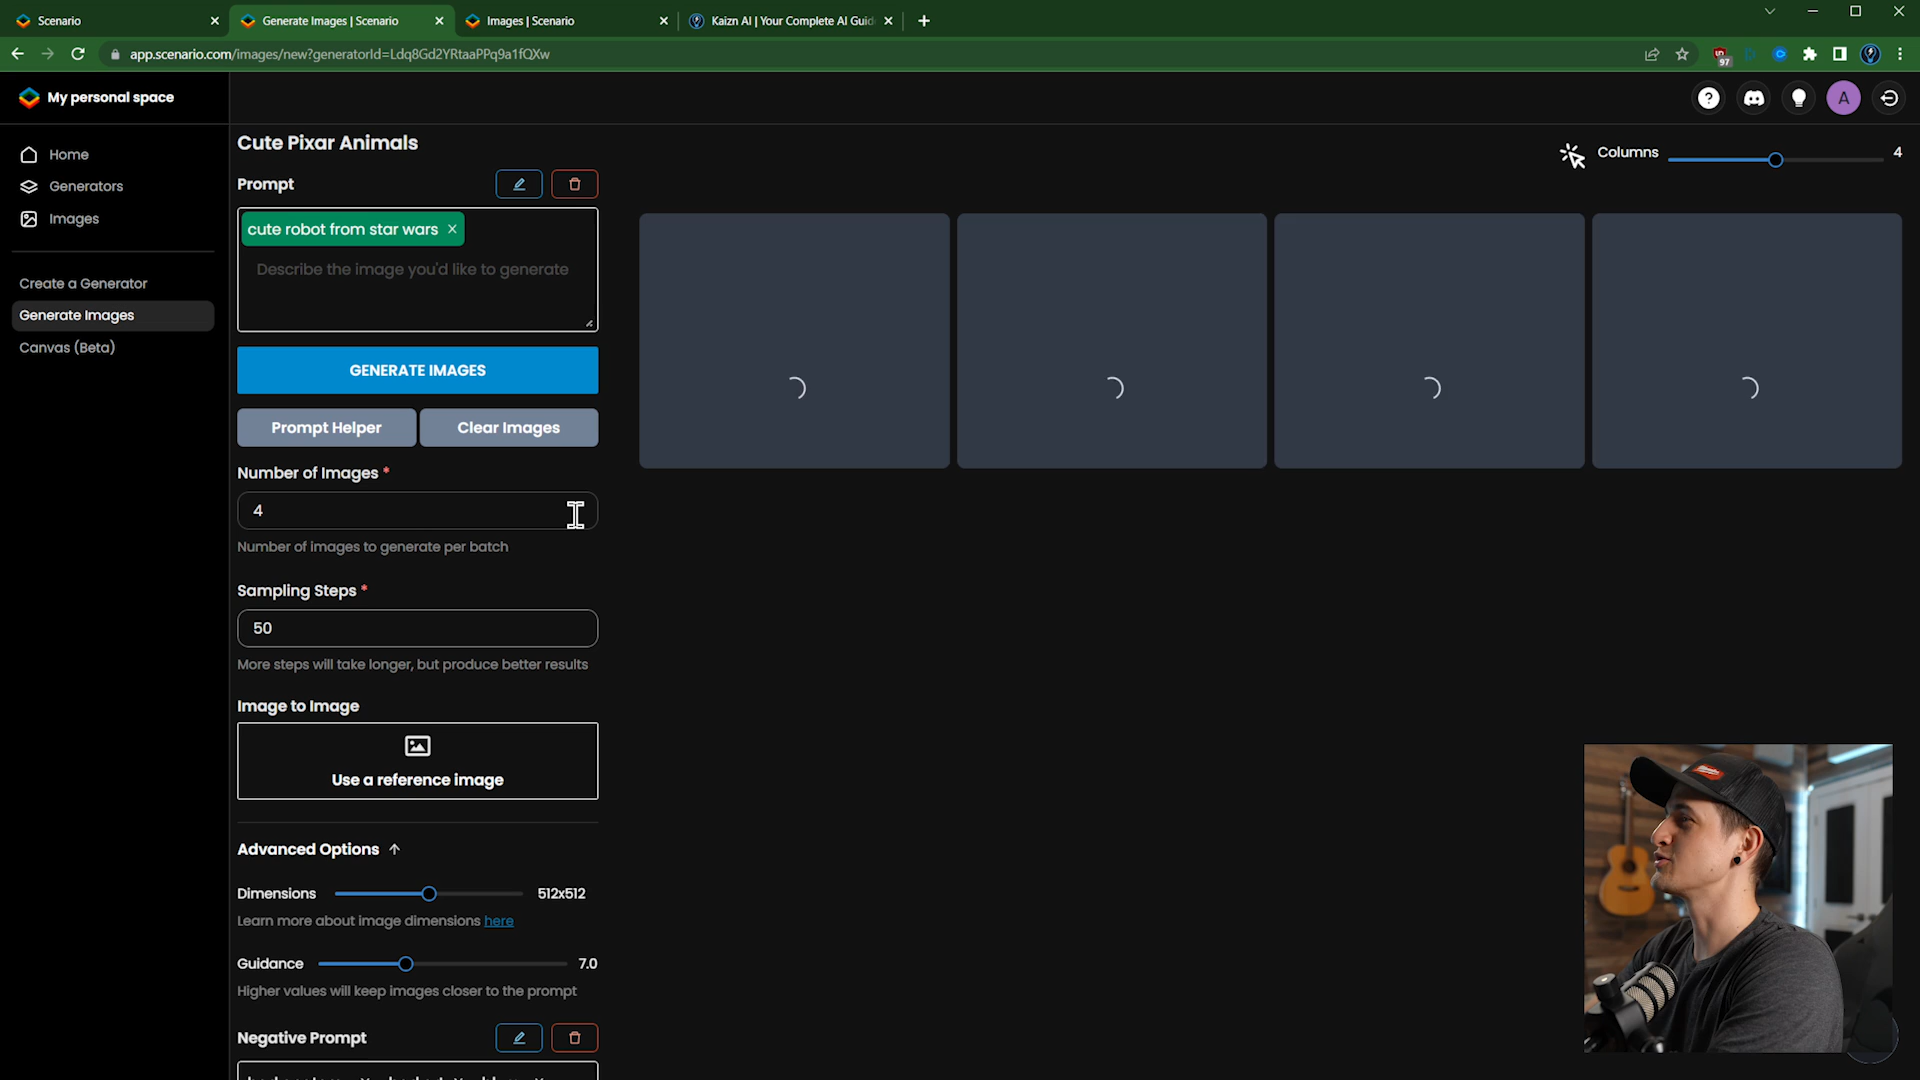 Scenario
Generate Images | Scenario
Images | Scenario
Kaizn AI | Your Complete AI Guid
app.scenario.com/images/new?generatorId=Ldq8Gd2YRtaaPPq9a1fQXw
97
My personal space
A
Home
Generators
Images
Create a Generator
Generate Images
Canvas (Beta)
Cute Pixar Animals
Columns
4
Prompt
cute robot from star wars
Describe the image you'd like to generate
GENERATE IMAGES
Prompt Helper
Clear Images
Number of Images *
4
Number of images to generate per batch
Sampling Steps *
50
More steps will take longer, but produce better results
Image to Image
Use a reference image
Advanced Options
Dimensions
512x512
Learn more about image dimensions here
Guidance
7.0
Higher values will keep images closer to the prompt
Negative Prompt